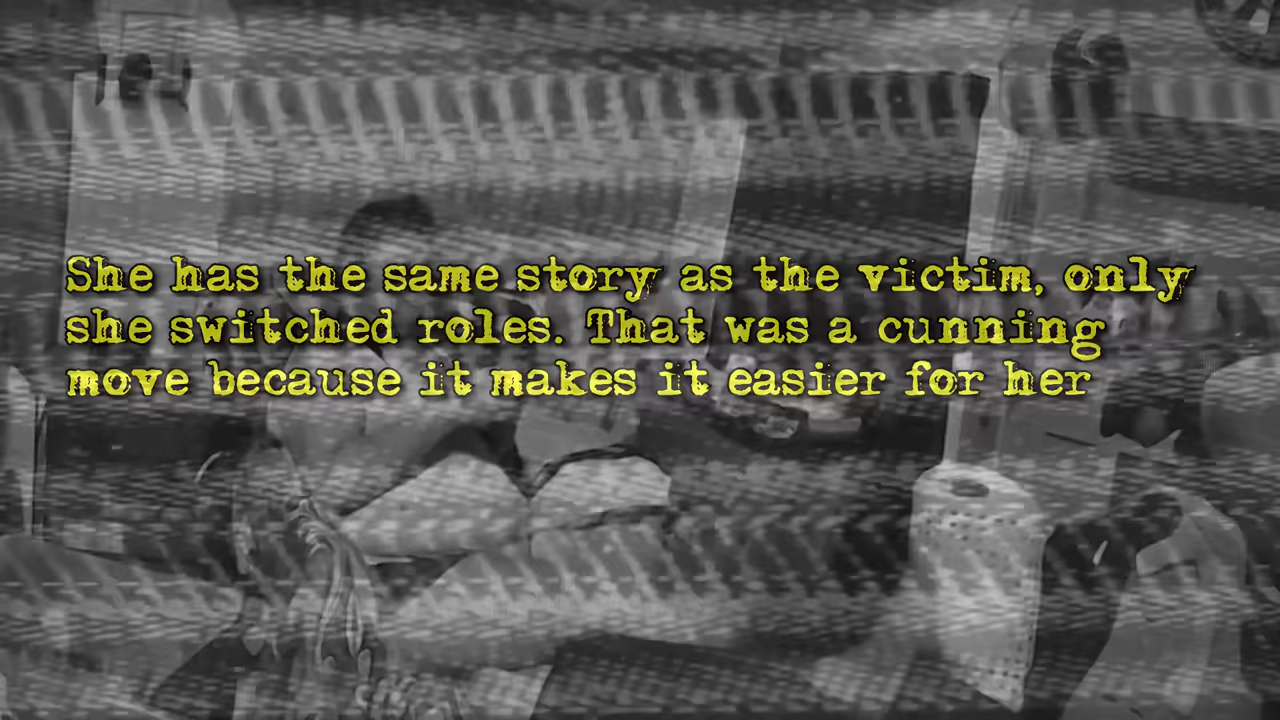 She has the same story as the victim, only
she switched roles. That was a cunning
move because it makes it easier for her